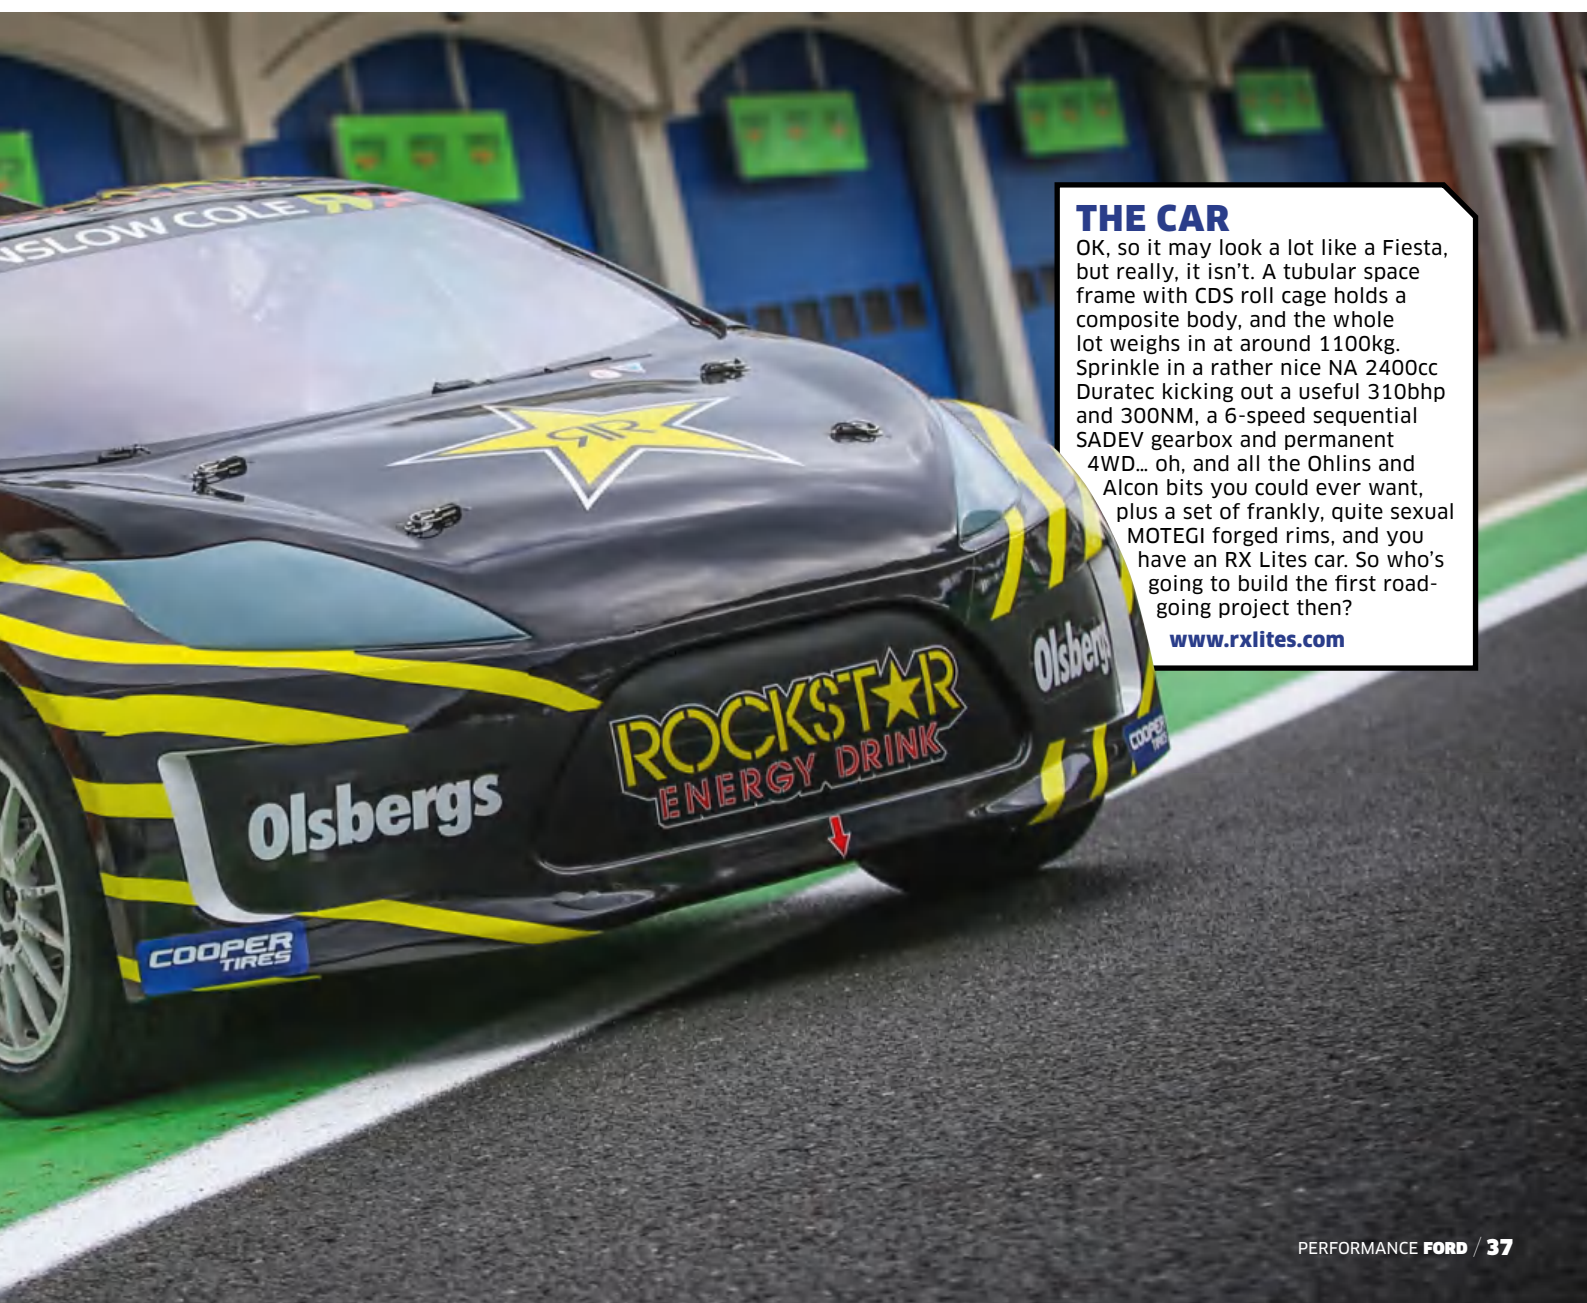 NSLOW COLE RX
THE CAR
OK, so it may look a lot like a Fiesta,
but really, it isn't. A tubular space
frame with CDS roll cage holds a
composite body, and the whole
lot weighs in at around 1100kg.
Sprinkle in a rather nice NA 2400cc
Duratec kicking out a useful 310bhp
and 300NM, a 6-speed sequential
SADEV gearbox and permanent
4WD... oh, and all the Ohlins and
Alcon bits you could ever want,
plus a set of frankly, quite sexual
MOTEGI forged rims, and you
have an RX Lites car. So who's
going to build the first road-
going project then?
www.rxlites.com
Olsbergs
ROCKSTAR
ENERGY DRINK
Olsbergs
COOPER
TIRES
COOPER
TIRES
PERFORMANCE FORD / 37